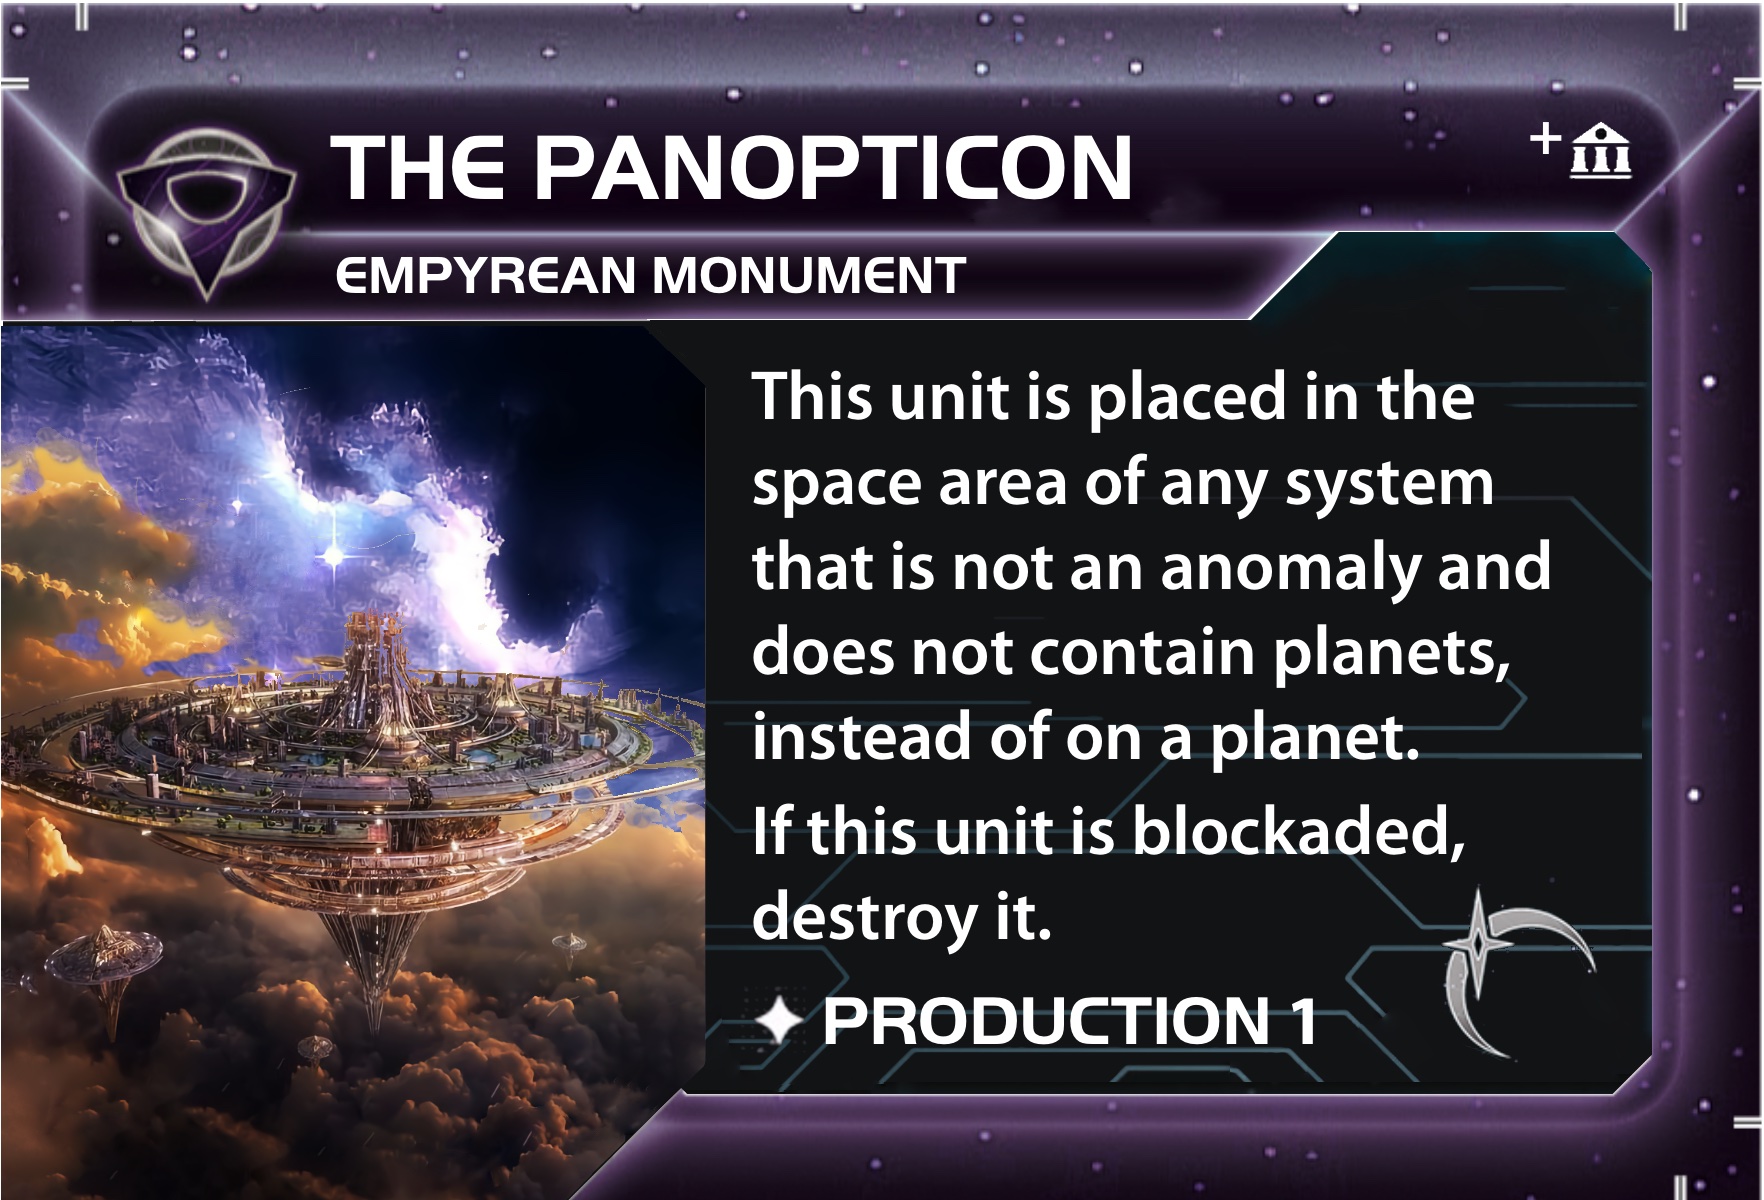 THE PANOPTICON
+
EMPYREAN MONUMENT
This unit is placed in the
space area of any system
that is not an anomaly and
does not contain planets,
instead of on a planet.
If this unit is blockaded,
destroy it.
PRODUCTION 1